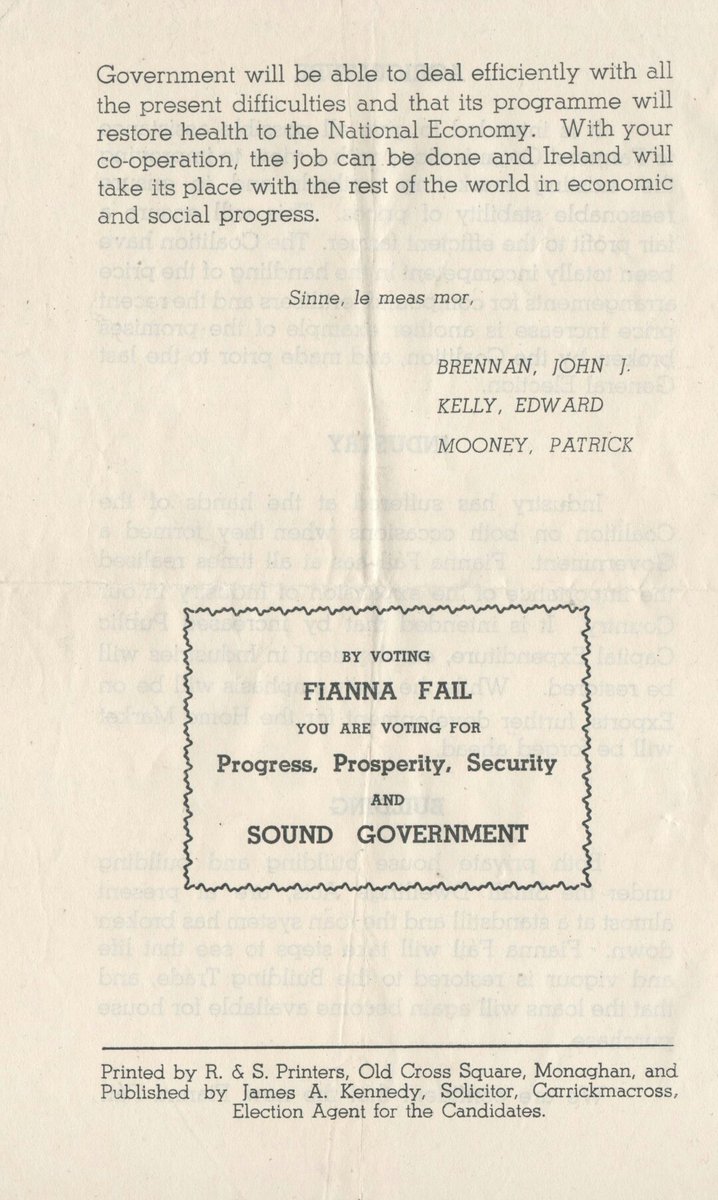 Government will be able to deal efficiently with all
the present difficulties and that its programme will
restore health to the National Economy. With your
co-operation, the job can be done and Ireland will
take its place with the rest of the world in economic
and social progress.
Sinne, le meas mor,
BRENNAN, JOHN J.
KELLY, EDWARD
MOONEY, PATRICK
BY VOTING
FIANNA FAIL
YOU ARE VOTING FOR
Progress, Prosperity, Security
AND
SOUND GOVERNMENT
Printed by R. & S. Printers, Old Cross Square, Monaghan, and
Published by James A. Kennedy, Solicitor, Carrickmacross,
Election Agent for the Candidates.